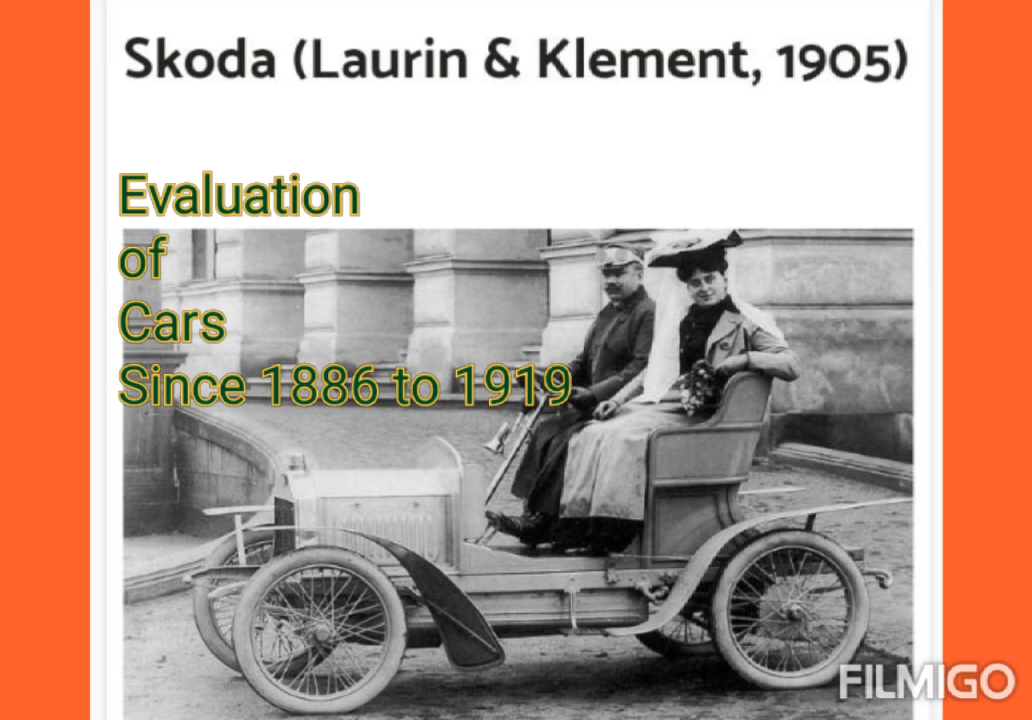 Skoda (Laurin & Klement, 1905)
Evaluation
of
Cars
Since 1886 to 1919
FILMIGO